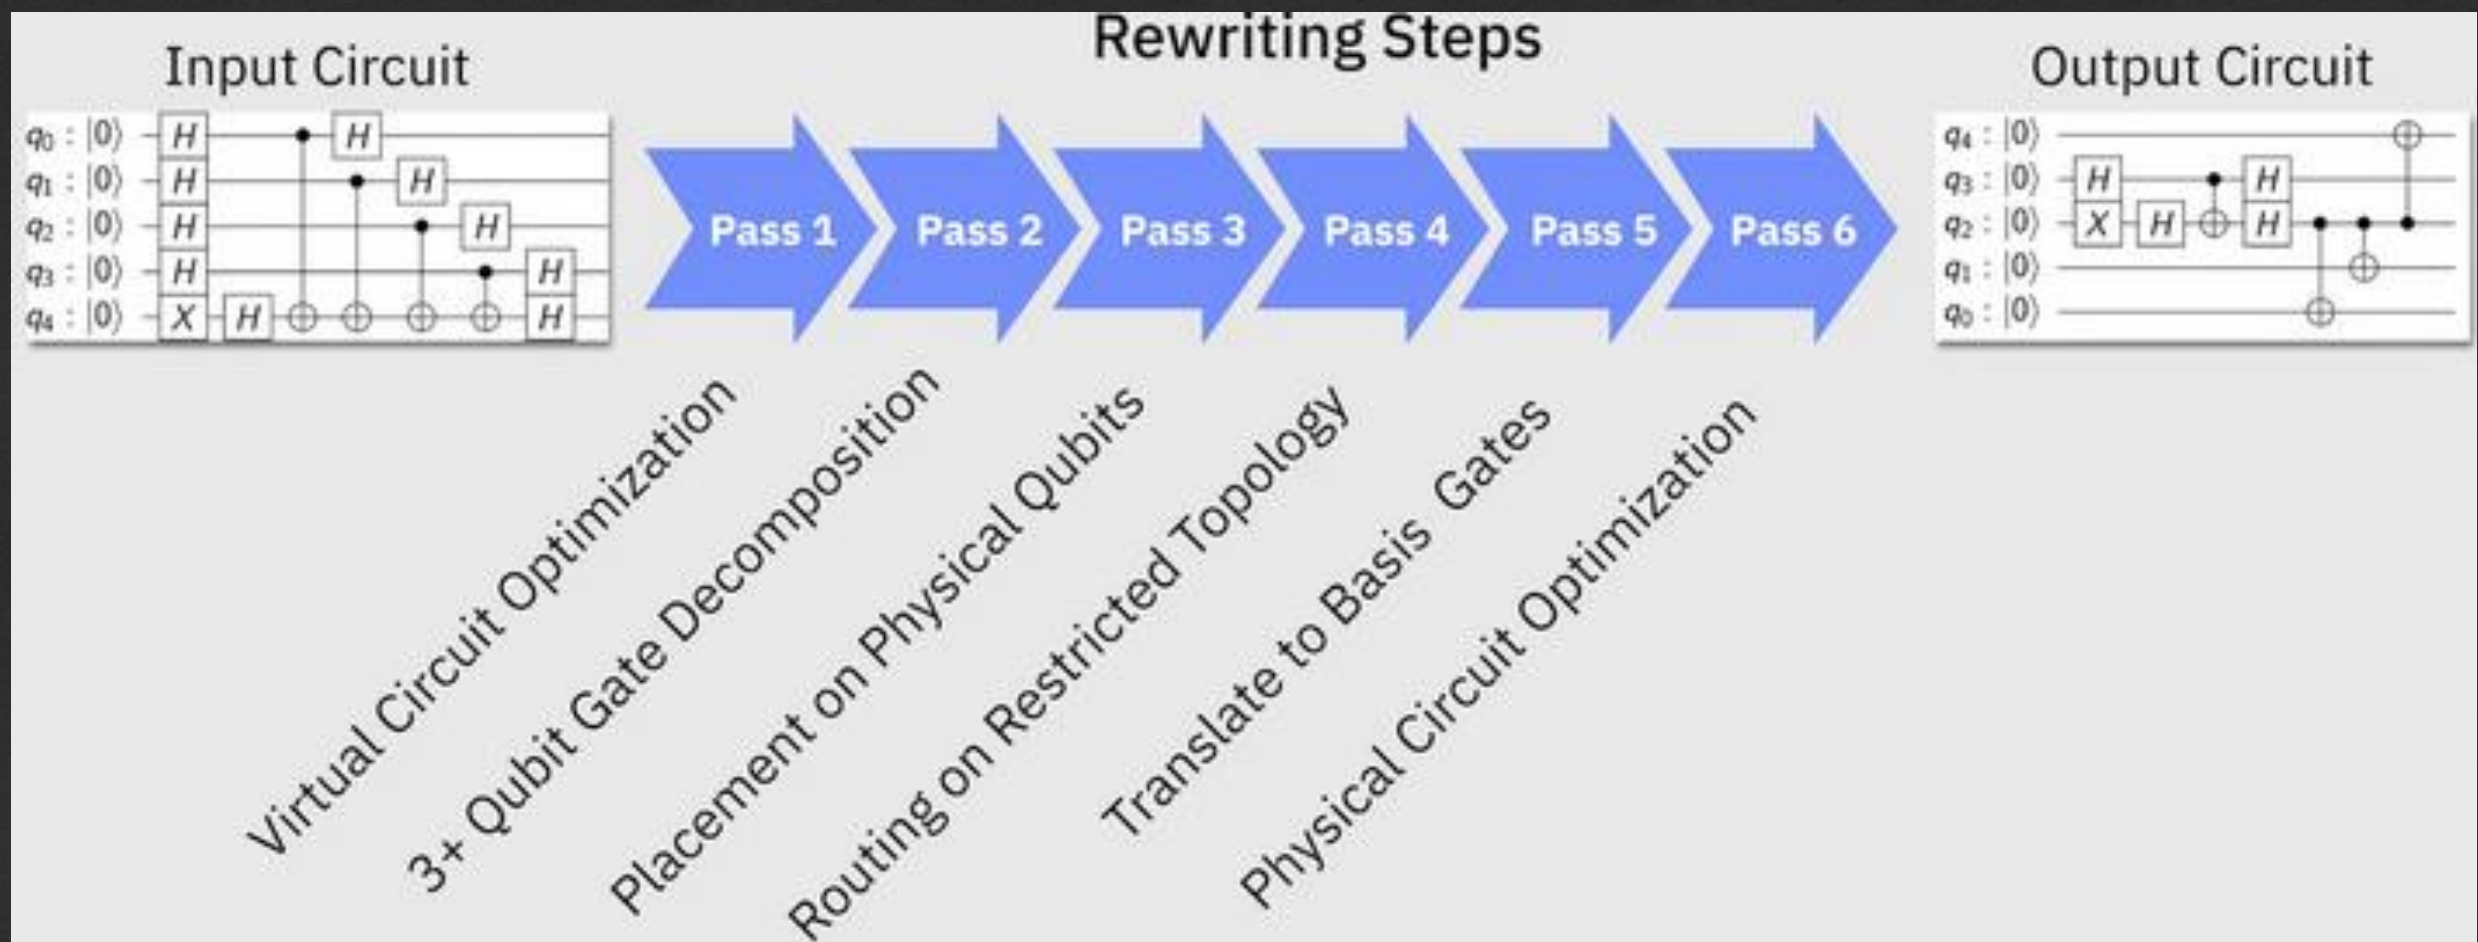 Rewriting Steps
Input Circuit
Output Circuit
q0 : |0⟩ H H
q1 : |0⟩ H H
q2 : |0⟩ H H
q3 : |0⟩ H H
q4 : |0⟩ X H H
Pass 1
Pass 2
Pass 3
Pass 4
Pass 5
Pass 6
q4 : |0⟩
q3 : |0⟩ H H
q2 : |0⟩ X H H
q1 : |0⟩
q0 : |0⟩
Virtual Circuit Optimization
3+ Qubit Gate Decomposition
Placement on Physical Qubits
Routing on Restricted Topology
Translate to Basis Gates
Physical Circuit Optimization